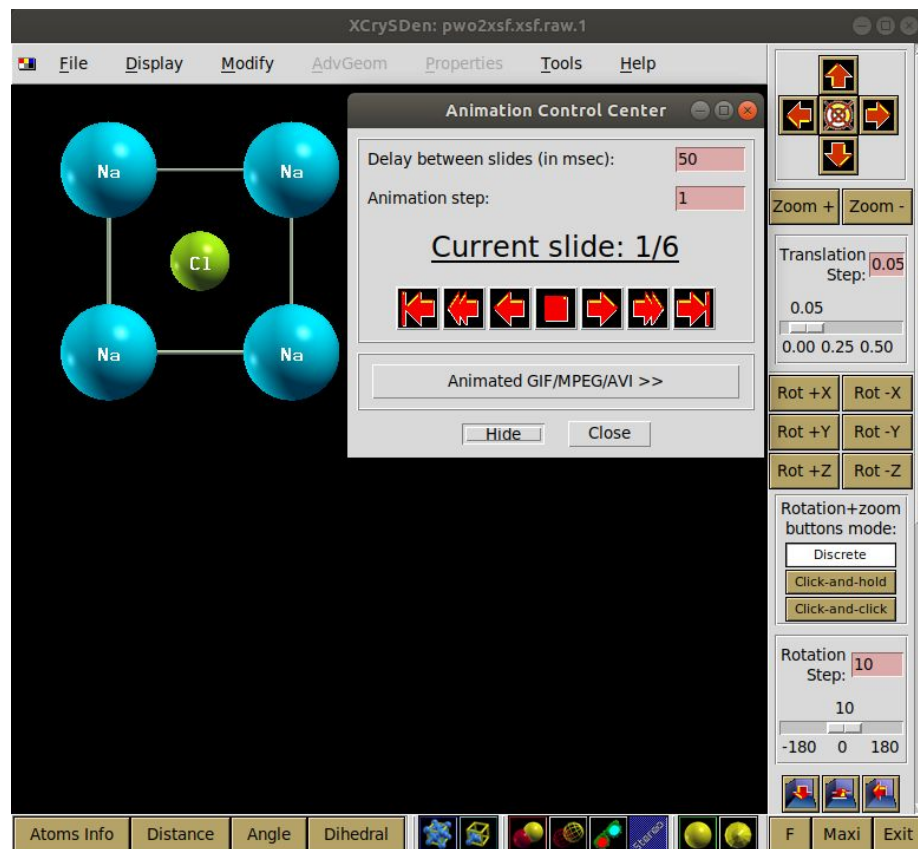 XCrySDen: pwo2xsf.xsf.raw.1
File Display Modify AdvGeom Properties Tools Help
Animation Control Center
Delay between slides (in msec): 50
Animation step: 1
Current slide: 1/6
Animated GIF/MPEG/AVI >>
Hide Close
Na Na
Cl
Na Na
Zoom + Zoom -
Translation
Step: 0.05
0.05
0.00 0.25 0.50
Rot +X Rot -X
Rot +Y Rot -Y
Rot +Z Rot -Z
Rotation+zoom
buttons mode:
Discrete
Click-and-hold
Click-and-click
Rotation
Step: 10
10
-180 0 180
Atoms Info Distance Angle Dihedral Stereo F Maxi Exit